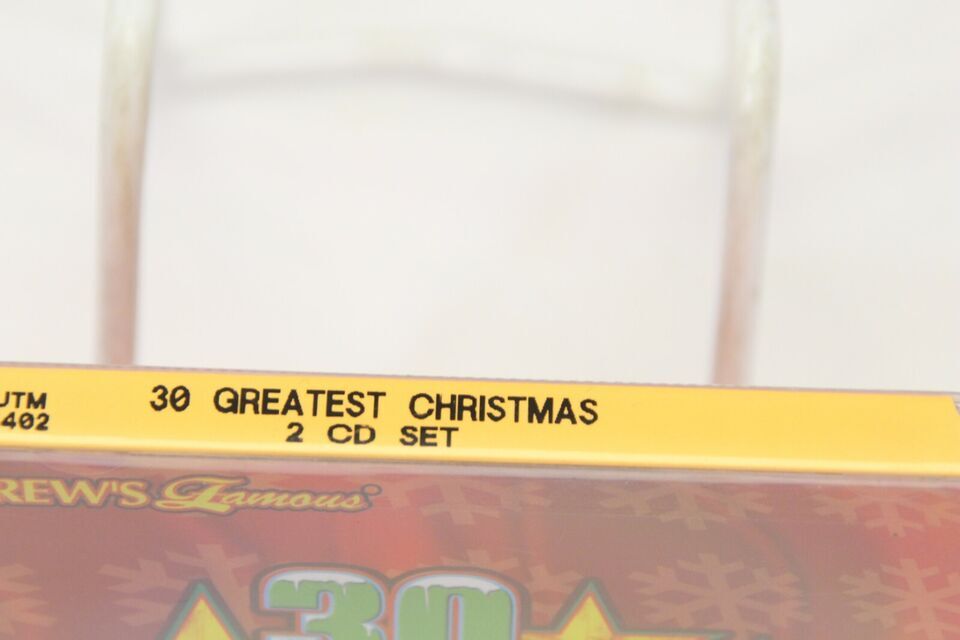 UTM
402
30 GREATEST CHRISTMAS
2 CD SET
REW'S Famous
30